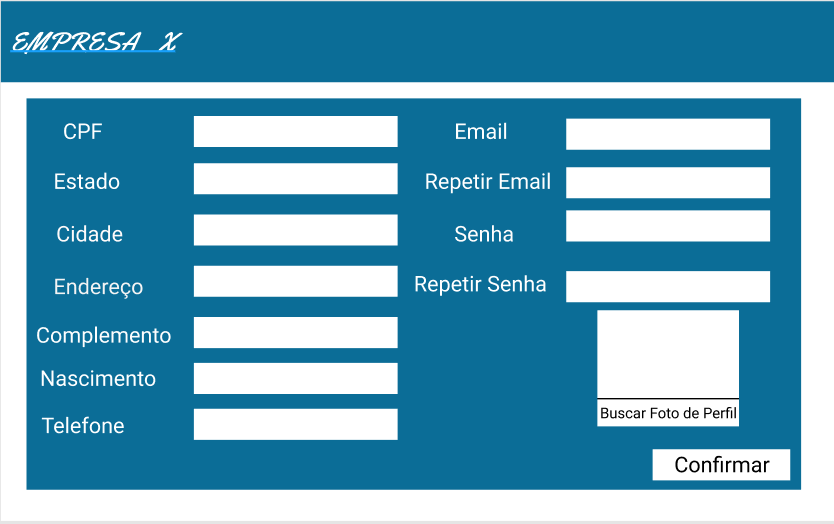 EMPRESA X
CPF
Estado
Cidade
Endereço
Complemento
Nascimento
Telefone
Email
Repetir Email
Senha
Repetir Senha
Buscar Foto de Perfil
Confirmar